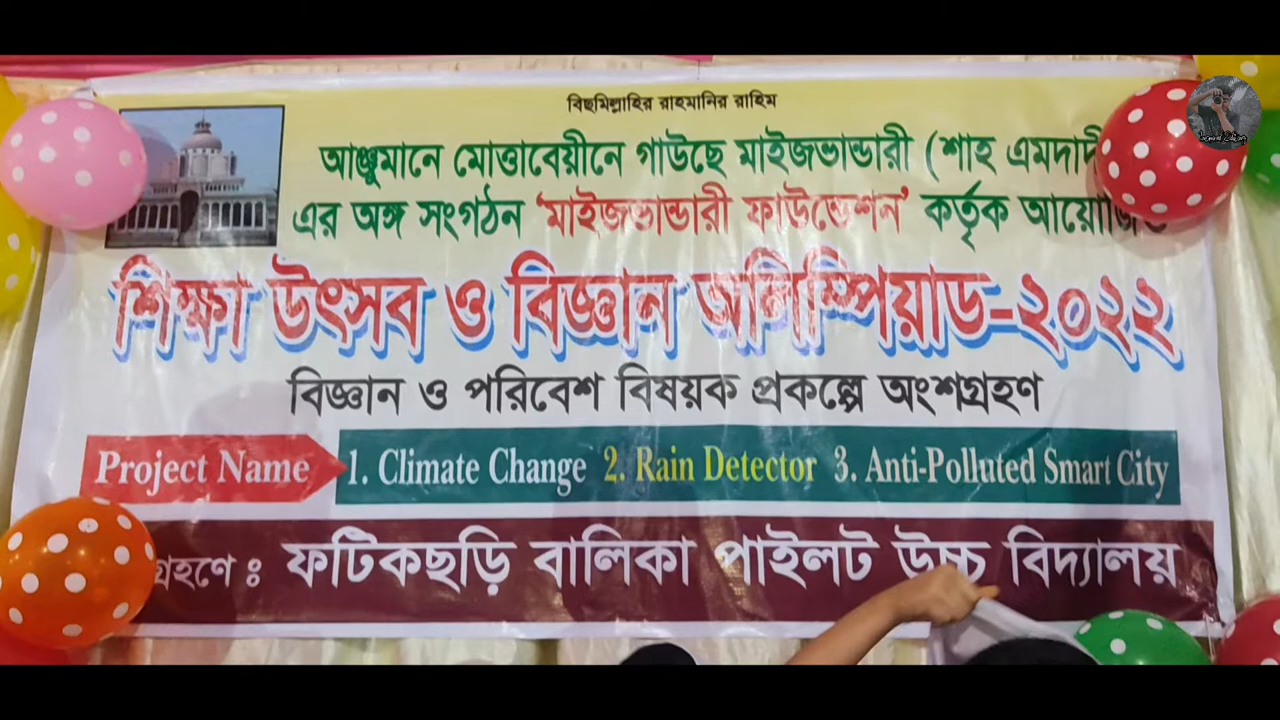 বিছমিল্লাহির রাহমানির রাহিম
আঞ্জুমানে মোত্তাবেয়ীনে গাউছে মাইজভান্ডারী (শাহ এমদাদী
এর অঙ্গ সংগঠন ‘মাইজভান্ডারী ফাউন্ডেশন’ কর্তৃক
শিক্ষা উৎসব ও বিজ্ঞান অলিম্পিয়াড-২০২২
বিজ্ঞান ও পরিবেশ বিষয়ক প্রকল্পে অংশগ্রহণ
Project Name 1. Climate Change 2. Rain Detector 3. Anti-Polluted Smart City
গ্রহণে ঃ ফটিকছড়ি বালিকা পাইলট উচ্চ বিদ্যালয়